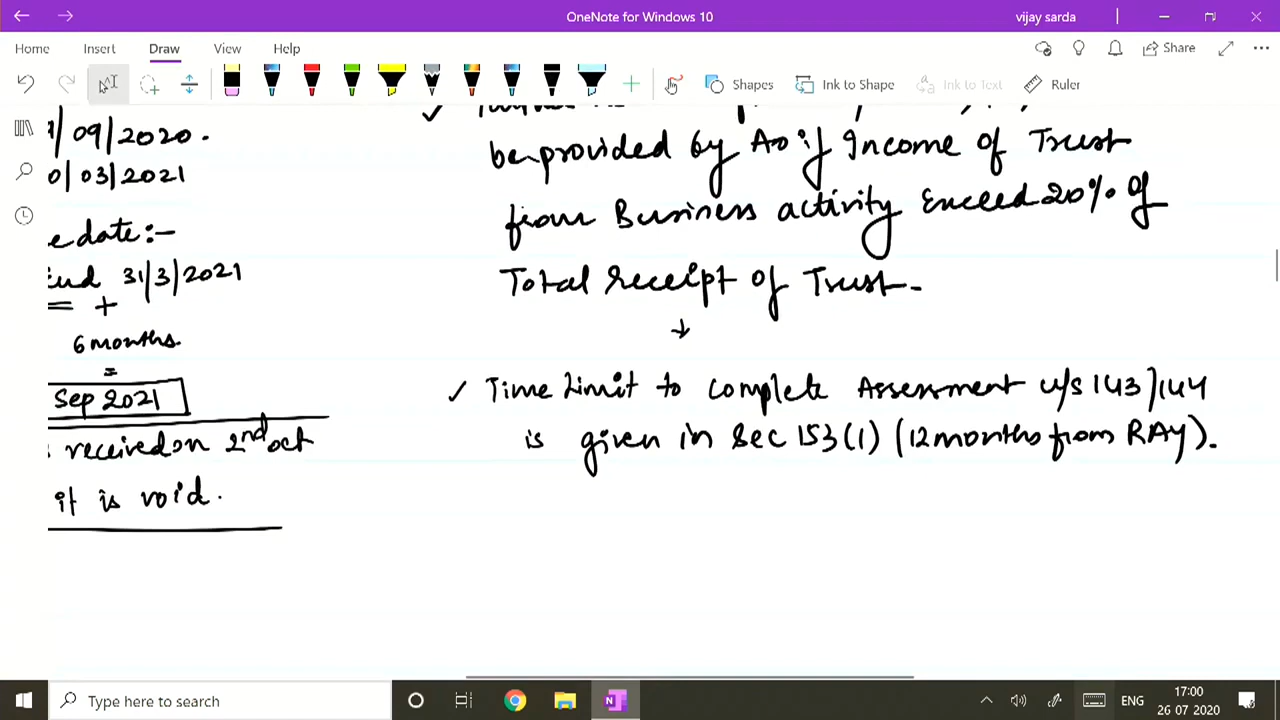 OneNote for Windows 10
vijay sarda
Home Insert Draw View Help
Share
Shapes
Ink to Shape
Ink to Text
Ruler
/ 09/2020.
0/ 03/2021
e date:-
31/3/2021
+
6 months
=
Sep 2021
received on 2nd oct
it is void.
be provided by AO if Income of Trust
from Business activity Exceed 20% of
Total receipt of Trust.
✓ Time Limit to complete Assessment u/s 143/144
is given in Sec 153(1) (12 months from RAY).
Type here to search
ENG
17:00
26-07-2020